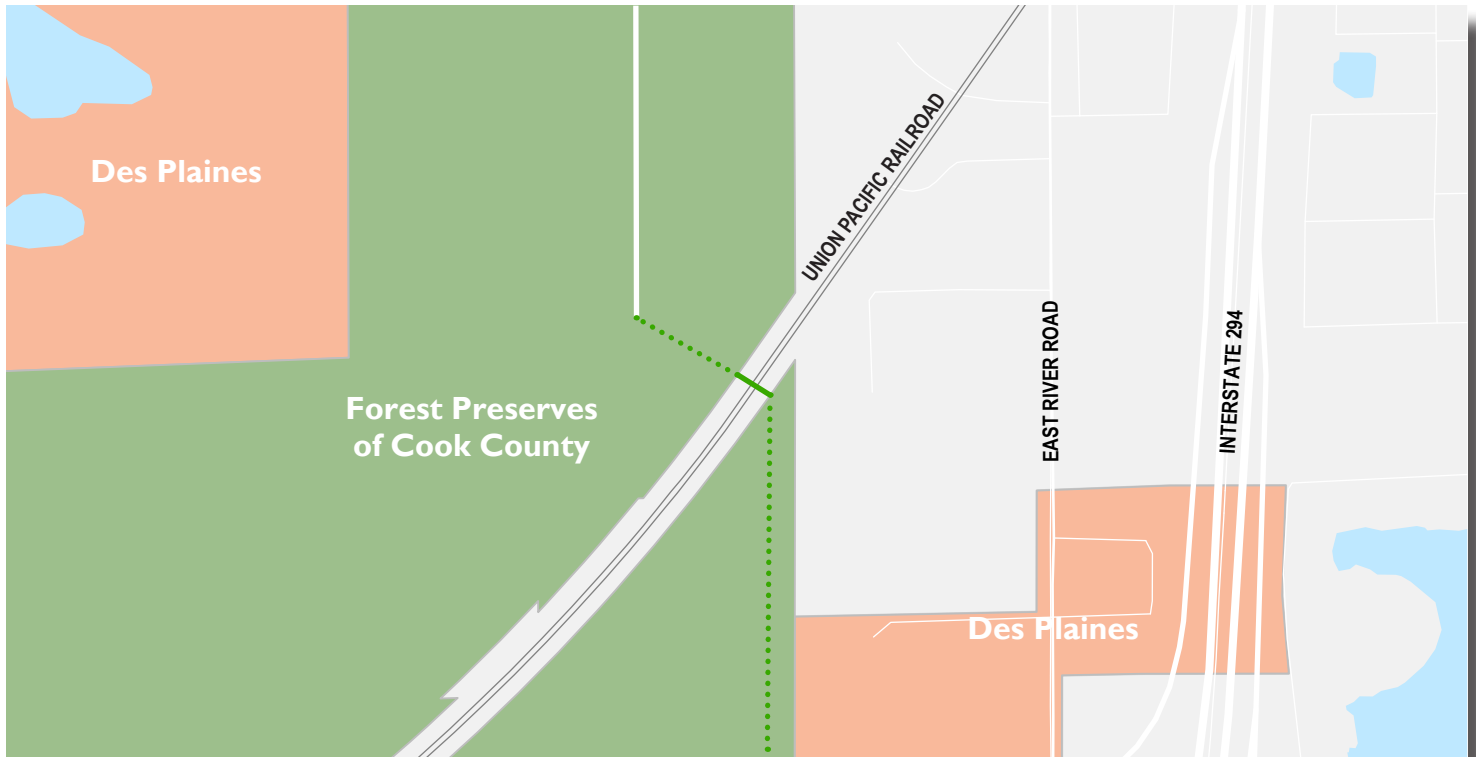 Des Plaines
UNION PACIFIC RAILROAD
Forest Preserves
of Cook County
EAST RIVER ROAD
INTERSTATE 294
Des Plaines